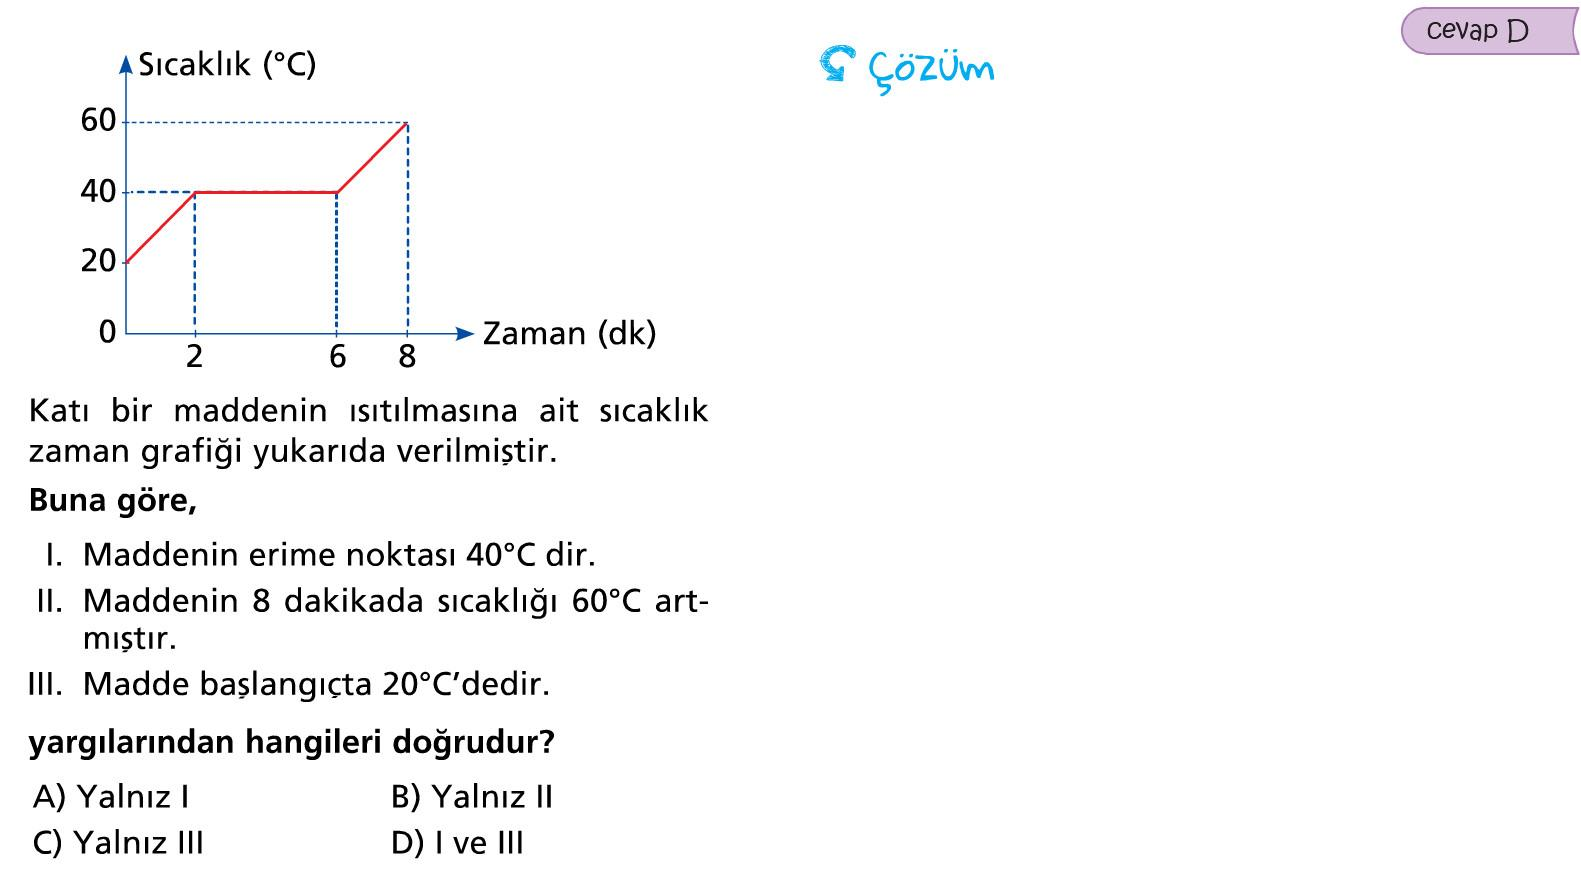 Sıcaklık (°C)
60
40
20
0
2 6 8
Zaman (dk)
Katı bir maddenin ısıtılmasına ait sıcaklık
zaman grafiği yukarıda verilmiştir.
Buna göre,
I. Maddenin erime noktası 40°C dir.
II. Maddenin 8 dakikada sıcaklığı 60°C art-
mıştır.
III. Madde başlangıçta 20°C'dedir.
yargılarından hangileri doğrudur?
A) Yalnız I B) Yalnız II
C) Yalnız III D) I ve III
Çözüm
Cevap D